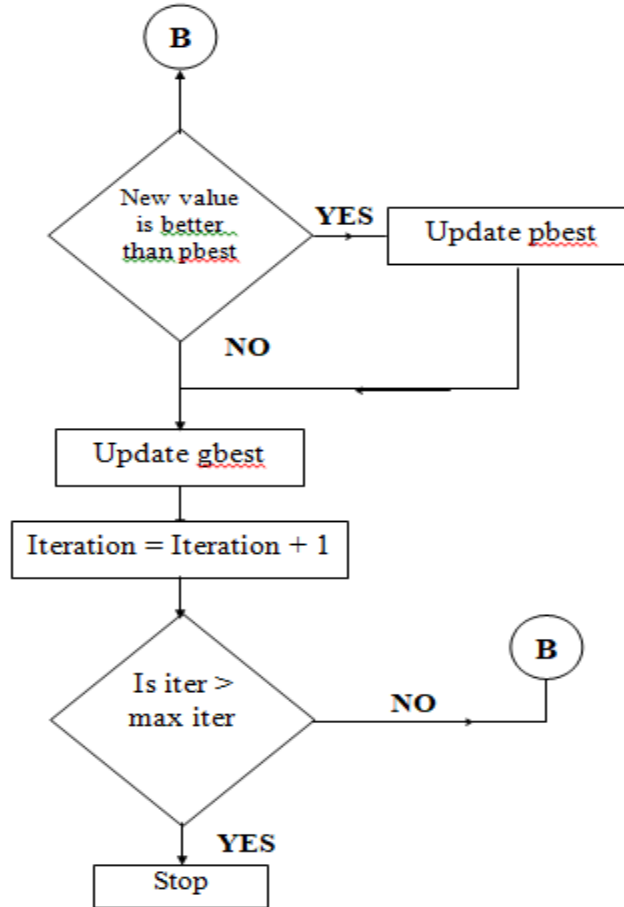 B
New value
is better
than pbest
YES
Update pbest
NO
Update gbest
Iteration = Iteration + 1
Is iter >
max iter
NO
B
YES
Stop